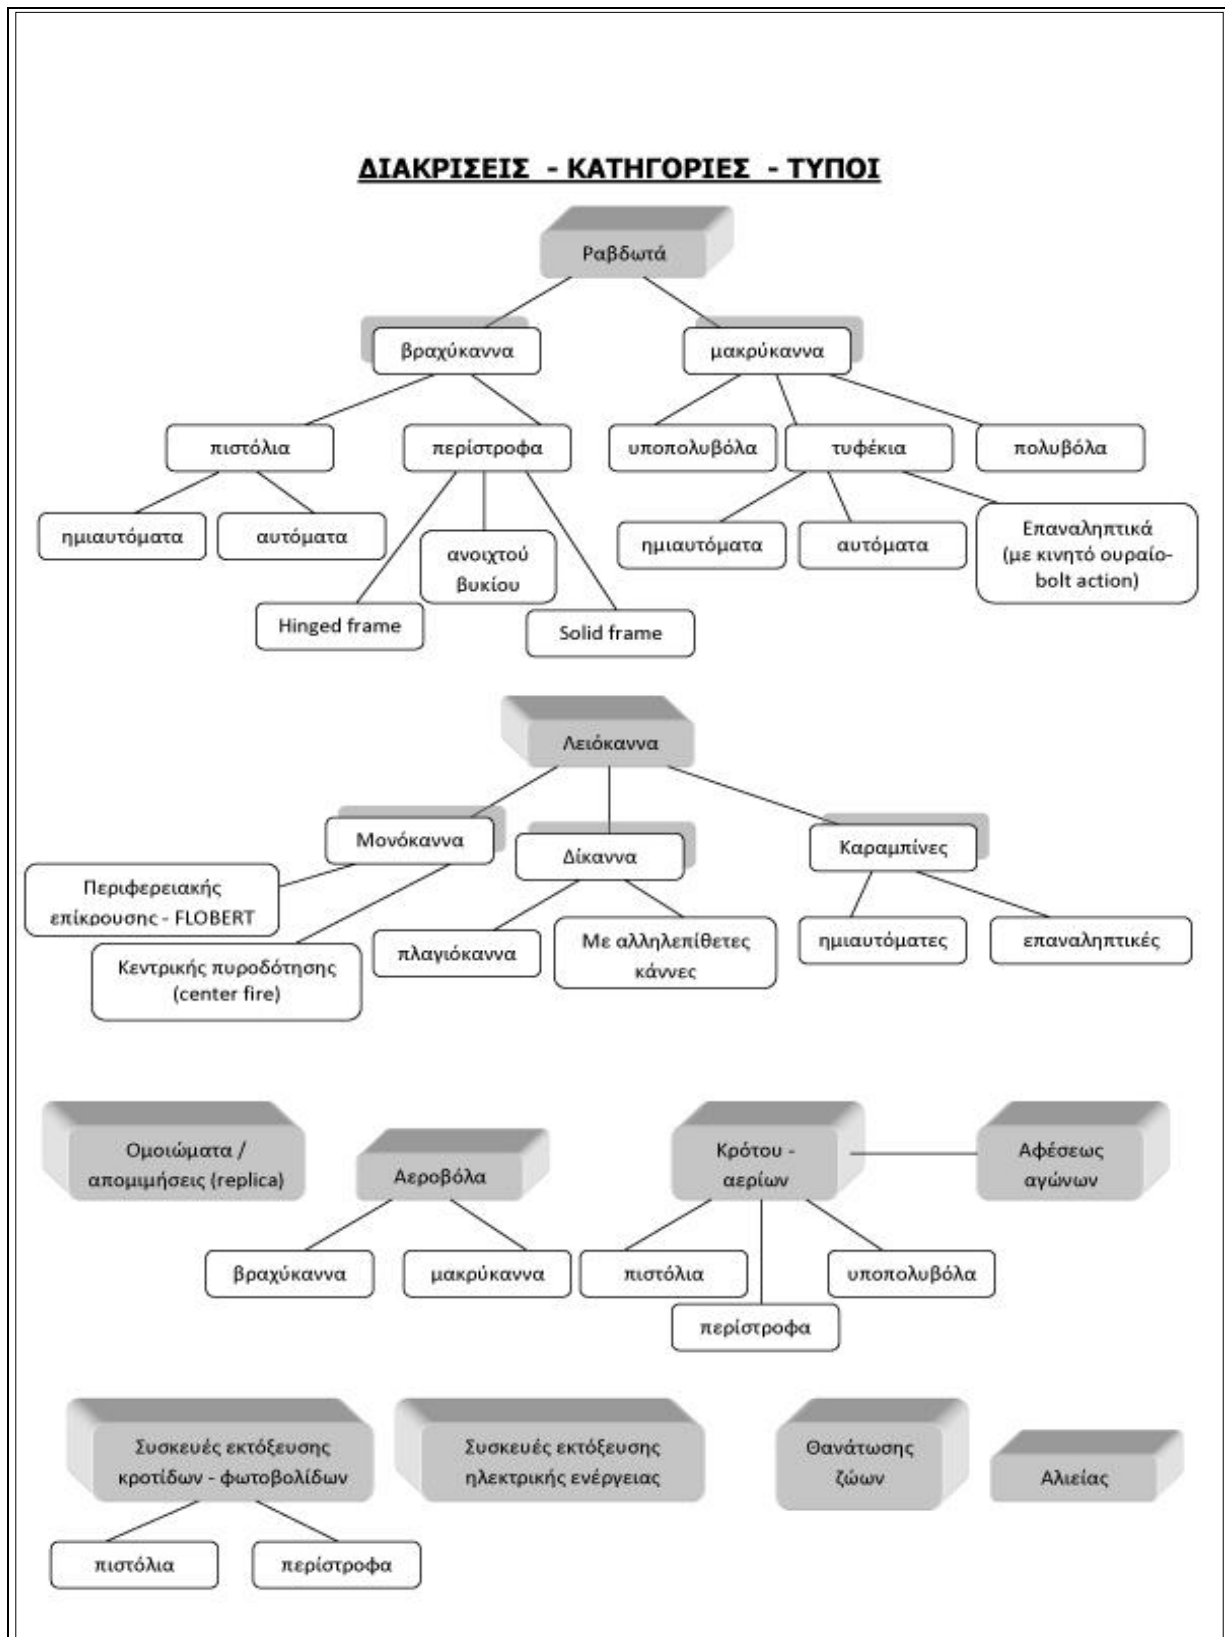 ΔΙΑΚΡΙΣΕΙΣ - ΚΑΤΗΓΟΡΙΕΣ - ΤΥΠΟΙ
Ραβδωτά
βραχύκαννα
μακρύκαννα
πιστόλια
περίστροφα
υποπολυβόλα
τυφέκια
πολυβόλα
ημιαυτόματα
αυτόματα
ανοιχτού
βυκίου
Hinged frame
Solid frame
ημιαυτόματα
αυτόματα
Επαναληπτικά
(με κινητό ουραίο-
bolt action)
Λειόκαννα
Μονόκαννα
Δίκαννα
Καραμπίνες
Περιφερειακής
επίκρουσης - FLOBERT
Κεντρικής πυροδότησης
(center fire)
πλαγιόκαννα
Με αλληλεπίθετες
κάννες
ημιαυτόματες
επαναληπτικές
Ομοιώματα /
απομιμήσεις (replica)
Αεροβόλα
Κρότου -
αερίων
Αφέσεως
αγώνων
βραχύκαννα
μακρύκαννα
πιστόλια
περίστροφα
υποπολυβόλα
Συσκευές εκτόξευσης
κροτίδων - φωτοβολίδων
Συσκευές εκτόξευσης
ηλεκτρικής ενέργειας
Θανάτωσης
ζώων
Αλιείας
πιστόλια
περίστροφα